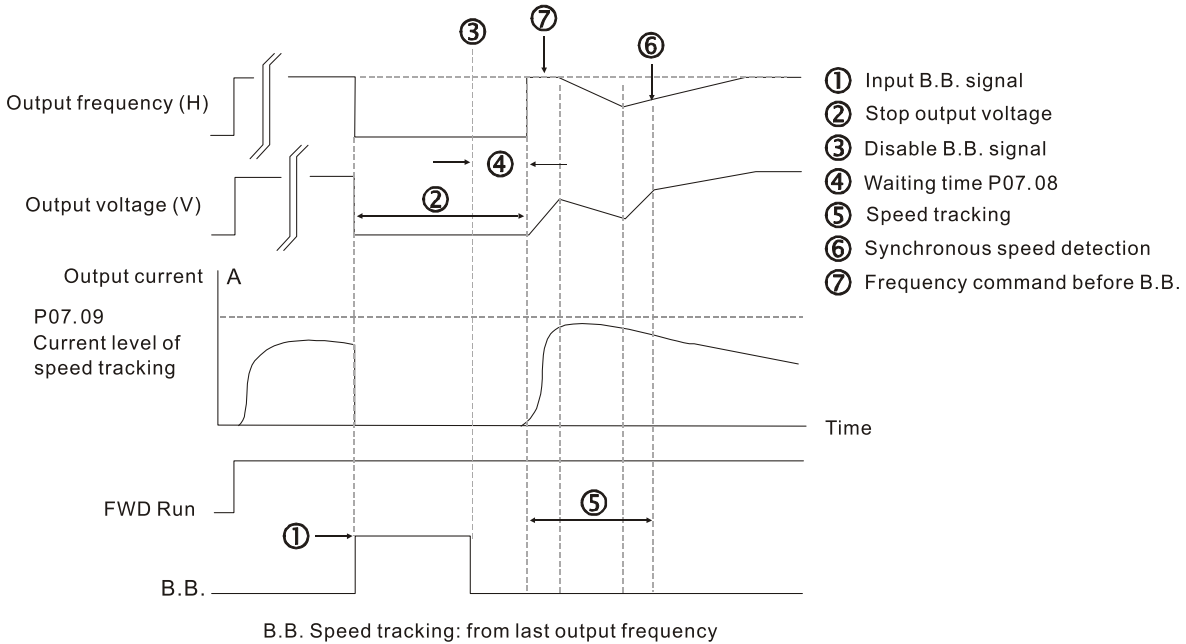 ⑦
③
⑥
Output frequency (H)
① Input B.B. signal
② Stop output voltage
③ Disable B.B. signal
④ Waiting time P07.08
⑤ Speed tracking
⑥ Synchronous speed detection
⑦ Frequency command before B.B.
④
②
Output voltage (V)
Output current A
P07.09
Current level of
speed tracking
Time
FWD Run
⑤
①
B.B.
B.B. Speed tracking: from last output frequency